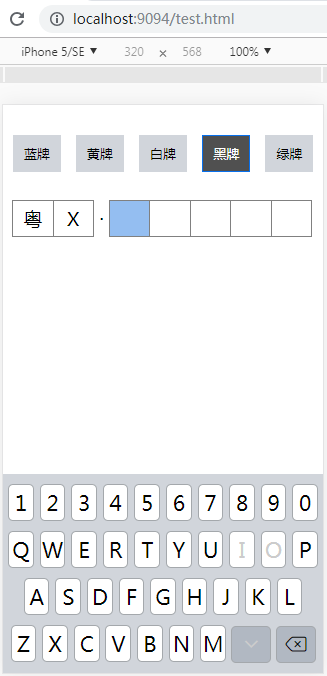 localhost:9094/test.html
iPhone 5/SE ▼ 320 × 568 100% ▼
蓝牌 黄牌 白牌 黑牌 绿牌
粤 X ·
1 2 3 4 5 6 7 8 9 0
Q W E R T Y U I O P
A S D F G H J K L
Z X C V B N M